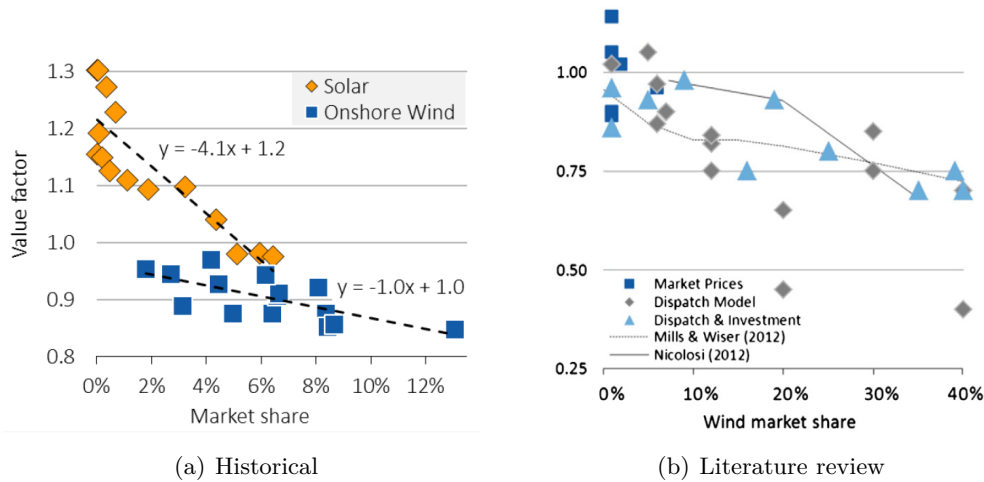 1.3
1.2
1.1
1.0
0.9
0.8
Value factor
Solar
Onshore Wind
y = -4.1x + 1.2
y = -1.0x + 1.0
0% 2% 4% 6% 8% 10% 12%
Market share
(a) Historical
1.00
0.75
0.50
0.25
Market Prices
Dispatch Model
Dispatch & Investment
Mills & Wiser (2012)
Nicolosi (2012)
0% 10% 20% 30% 40%
Wind market share
(b) Literature review